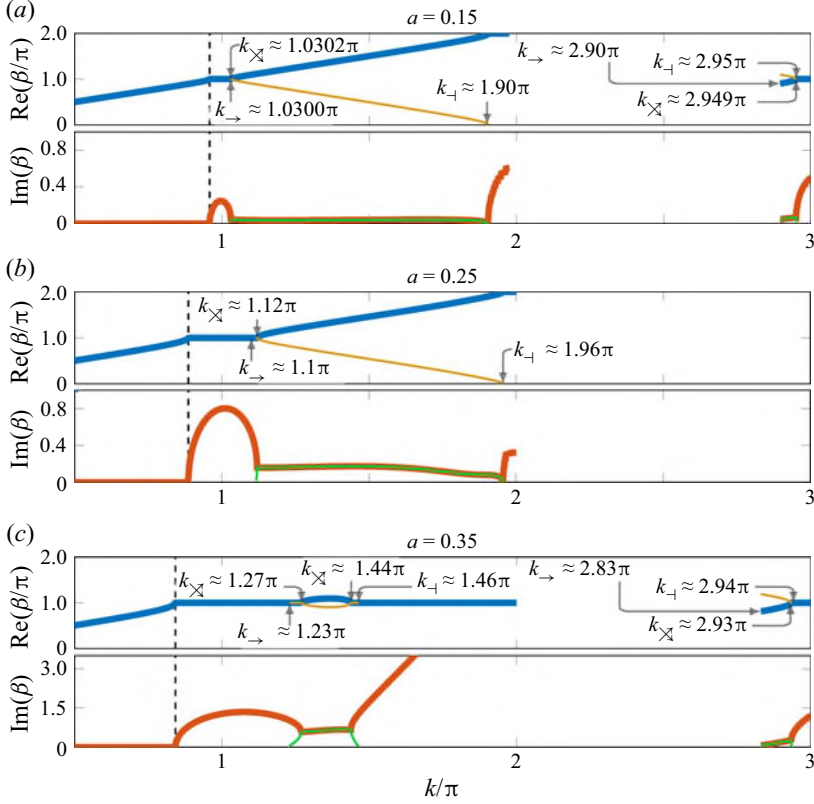 (a)
a = 0.15
2.0
k⤨ ≈ 1.0302π
k→ ≈ 2.90π
k⊣ ≈ 2.95π
Re(β/π)
1.0
k⊣ ≈ 1.90π
k→ ≈ 1.0300π
k⤨ ≈ 2.949π
0
0.8
Im(β)
0.4
0
1
2
3
(b)
a = 0.25
2.0
k⤨ ≈ 1.12π
Re(β/π)
1.0
k⊣ ≈ 1.96π
k→ ≈ 1.1π
0
0.8
Im(β)
0.4
0
1
2
3
(c)
a = 0.35
2.0
k⤨ ≈ 1.27π
k⤨ ≈ 1.44π
k⊣ ≈ 1.46π
k→ ≈ 2.83π
k⊣ ≈ 2.94π
Re(β/π)
1.0
k→ ≈ 1.23π
k⤨ ≈ 2.93π
0
3.0
Im(β)
1.5
0
1
2
3
k/π